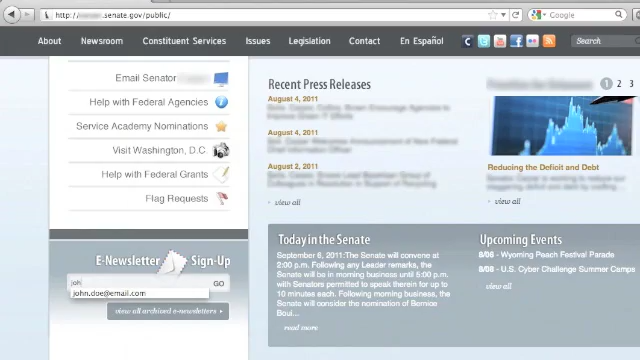 http://
.senate.gov/public/
Google
About
Newsroom
Constituent Services
Issues
Legislation
Contact
En Español
Search
Email Senator
Help with Federal Agencies
Service Academy Nominations
Visit Washington, D.C.
Help with Federal Grants
Flag Requests
E-Newsletter Sign-Up
joh
GO
john.doe@email.com
view all archived e-newsletters
Recent Press Releases
August 4, 2011
August 4, 2011
August 2, 2011
view all
1 2 3
Reducing the Deficit and Debt
view all
Today in the Senate
September 6, 2011:The Senate will convene at
2:00 p.m. Following any Leader remarks, the
Senate will be in morning business until 5:00 p.m.
with Senators permitted to speak therein for up to
10 minutes each. Following morning business, the
Senate will consider the nomination of Bernice
Boui...
read more
Upcoming Events
8/06 - Wyoming Peach Festival Parade
8/06 - U.S. Cyber Challenge Summer Camps
view all